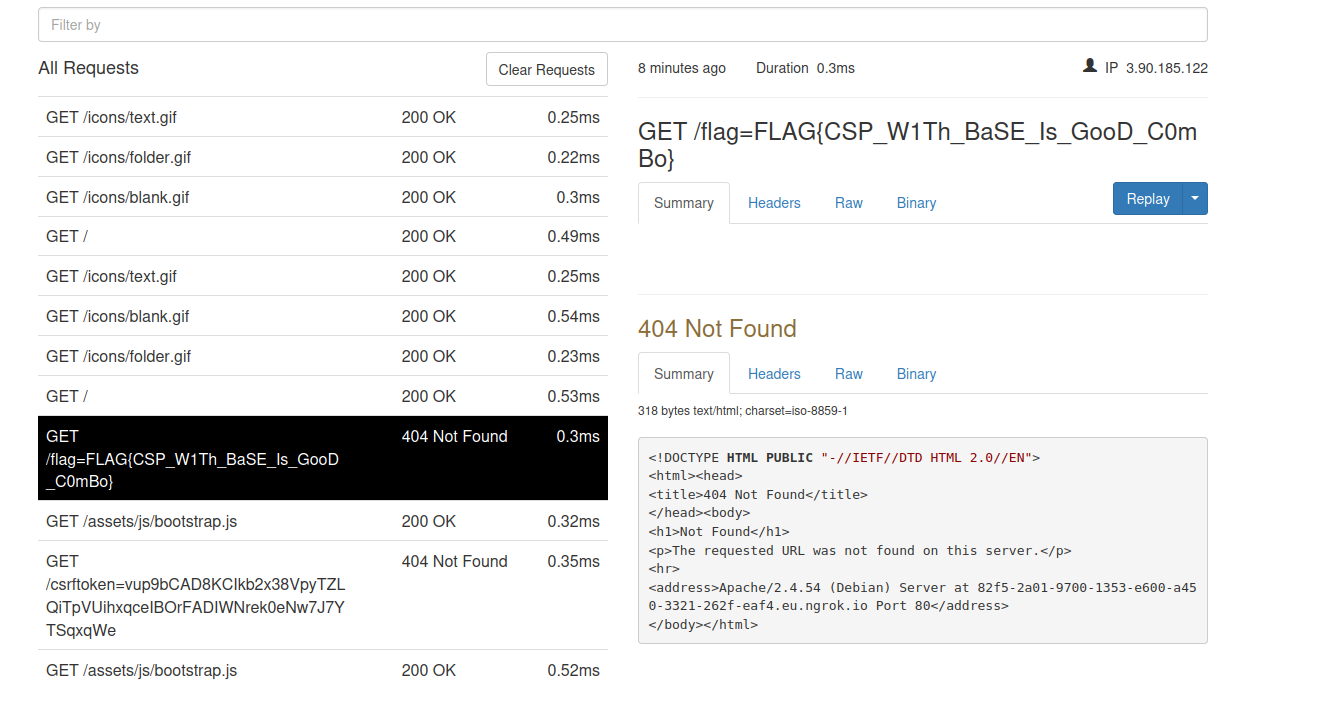 Filter by
All Requests
Clear Requests
GET /icons/text.gif 200 OK 0.25ms
GET /icons/folder.gif 200 OK 0.22ms
GET /icons/blank.gif 200 OK 0.3ms
GET / 200 OK 0.49ms
GET /icons/text.gif 200 OK 0.25ms
GET /icons/blank.gif 200 OK 0.54ms
GET /icons/folder.gif 200 OK 0.23ms
GET / 200 OK 0.53ms
GET 404 Not Found 0.3ms
/flag=FLAG{CSP_W1Th_BaSE_Is_GooD
_C0mBo}
GET /assets/js/bootstrap.js 200 OK 0.32ms
GET 404 Not Found 0.35ms
/csrftoken=vup9bCAD8KCIkb2x38VpyTZL
QiTpVUihxqceIBOrFADIWNrek0eNw7J7Y
TSqxqWe
GET /assets/js/bootstrap.js 200 OK 0.52ms
8 minutes ago Duration 0.3ms IP 3.90.185.122
GET /flag=FLAG{CSP_W1Th_BaSE_Is_GooD_C0m
Bo}
Summary Headers Raw Binary Replay
404 Not Found
Summary Headers Raw Binary
318 bytes text/html; charset=iso-8859-1
<!DOCTYPE HTML PUBLIC "-//IETF//DTD HTML 2.0//EN">
<html><head>
<title>404 Not Found</title>
</head><body>
<h1>Not Found</h1>
<p>The requested URL was not found on this server.</p>
<hr>
<address>Apache/2.4.54 (Debian) Server at 82f5-2a01-9700-1353-e600-a45
0-3321-262f-eaf4.eu.ngrok.io Port 80</address>
</body></html>